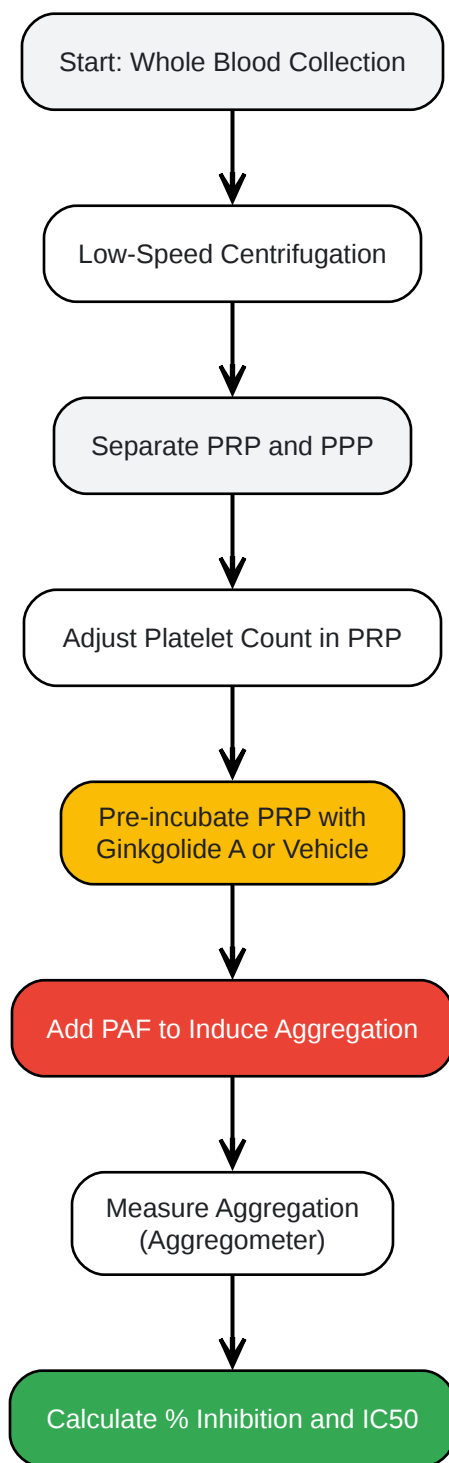 Start: Whole Blood Collection
Low-Speed Centrifugation
Separate PRP and PPP
Adjust Platelet Count in PRP
Pre-incubate PRP with
Ginkgolide A or Vehicle
Add PAF to Induce Aggregation
Measure Aggregation
(Aggregometer)
Calculate % Inhibition and IC50